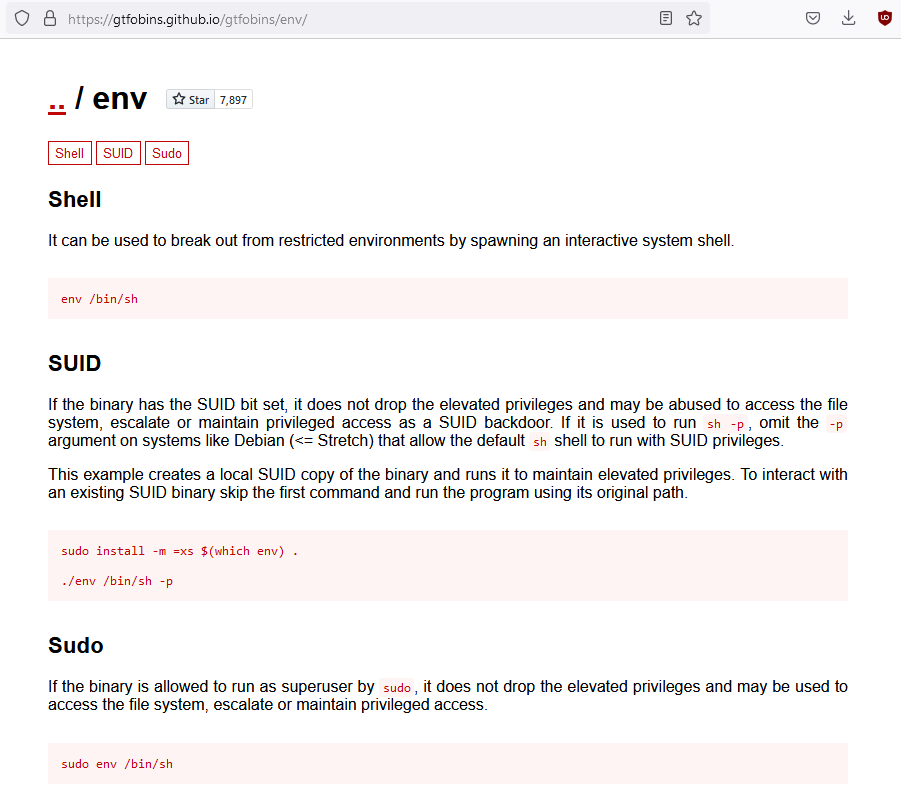 https://gtfobins.github.io/gtfobins/env/
.. / env Star 7,897
Shell SUID Sudo
Shell
It can be used to break out from restricted environments by spawning an interactive system shell.
env /bin/sh
SUID
If the binary has the SUID bit set, it does not drop the elevated privileges and may be abused to access the file
system, escalate or maintain privileged access as a SUID backdoor. If it is used to run sh -p, omit the -p
argument on systems like Debian (<= Stretch) that allow the default sh shell to run with SUID privileges.
This example creates a local SUID copy of the binary and runs it to maintain elevated privileges. To interact with
an existing SUID binary skip the first command and run the program using its original path.
sudo install -m =xs $(which env) .
./env /bin/sh -p
Sudo
If the binary is allowed to run as superuser by sudo, it does not drop the elevated privileges and may be used to
access the file system, escalate or maintain privileged access.
sudo env /bin/sh